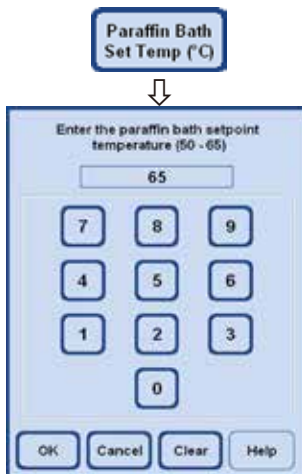 Paraffin Bath
Set Temp (°C)
Enter the paraffin bath setpoint
temperature (50 - 65)
65
7 8 9
4 5 6
1 2 3
0
OK Cancel Clear Help